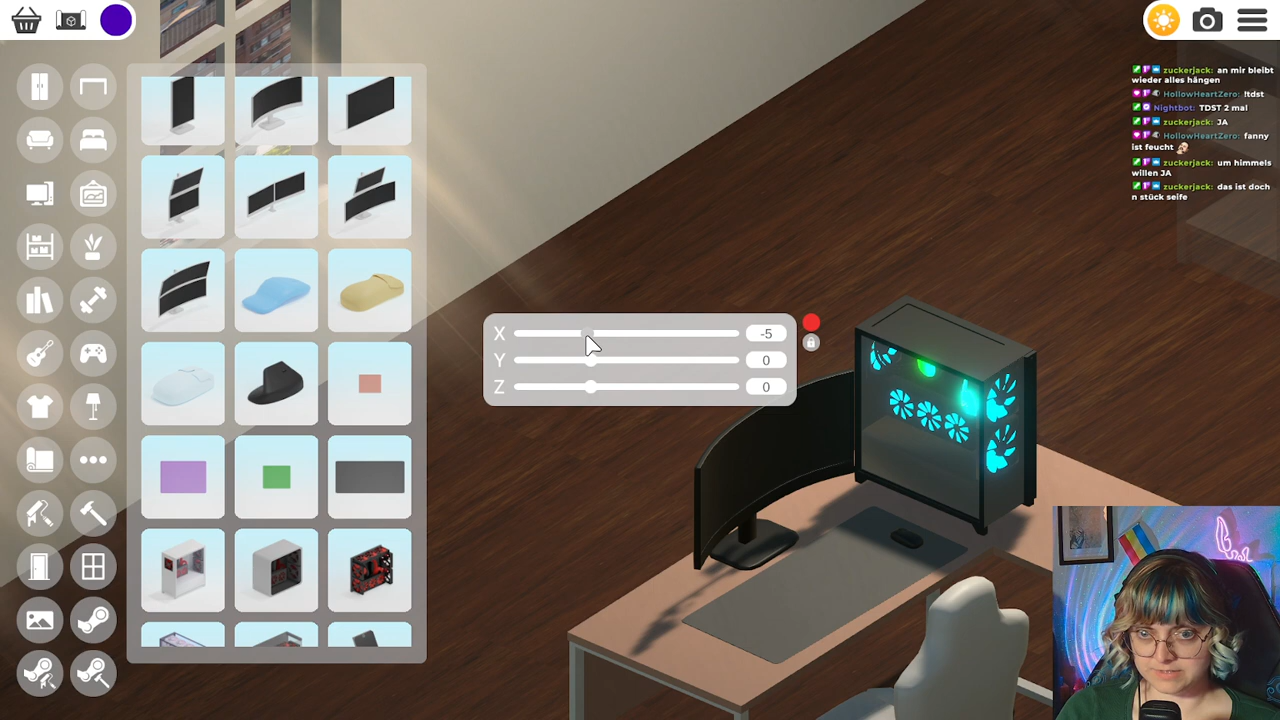 zuckerjack: an mir bleibt
wieder alles hängen
HollowHeartZero: !tdst
Nightbot: TDST 2 mal
zuckerjack: JA
HollowHeartZero: fanny
ist feucht
zuckerjack: um himmels
willen JA
zuckerjack: das ist doch
n stück seife
X -5
Y 0
Z 0